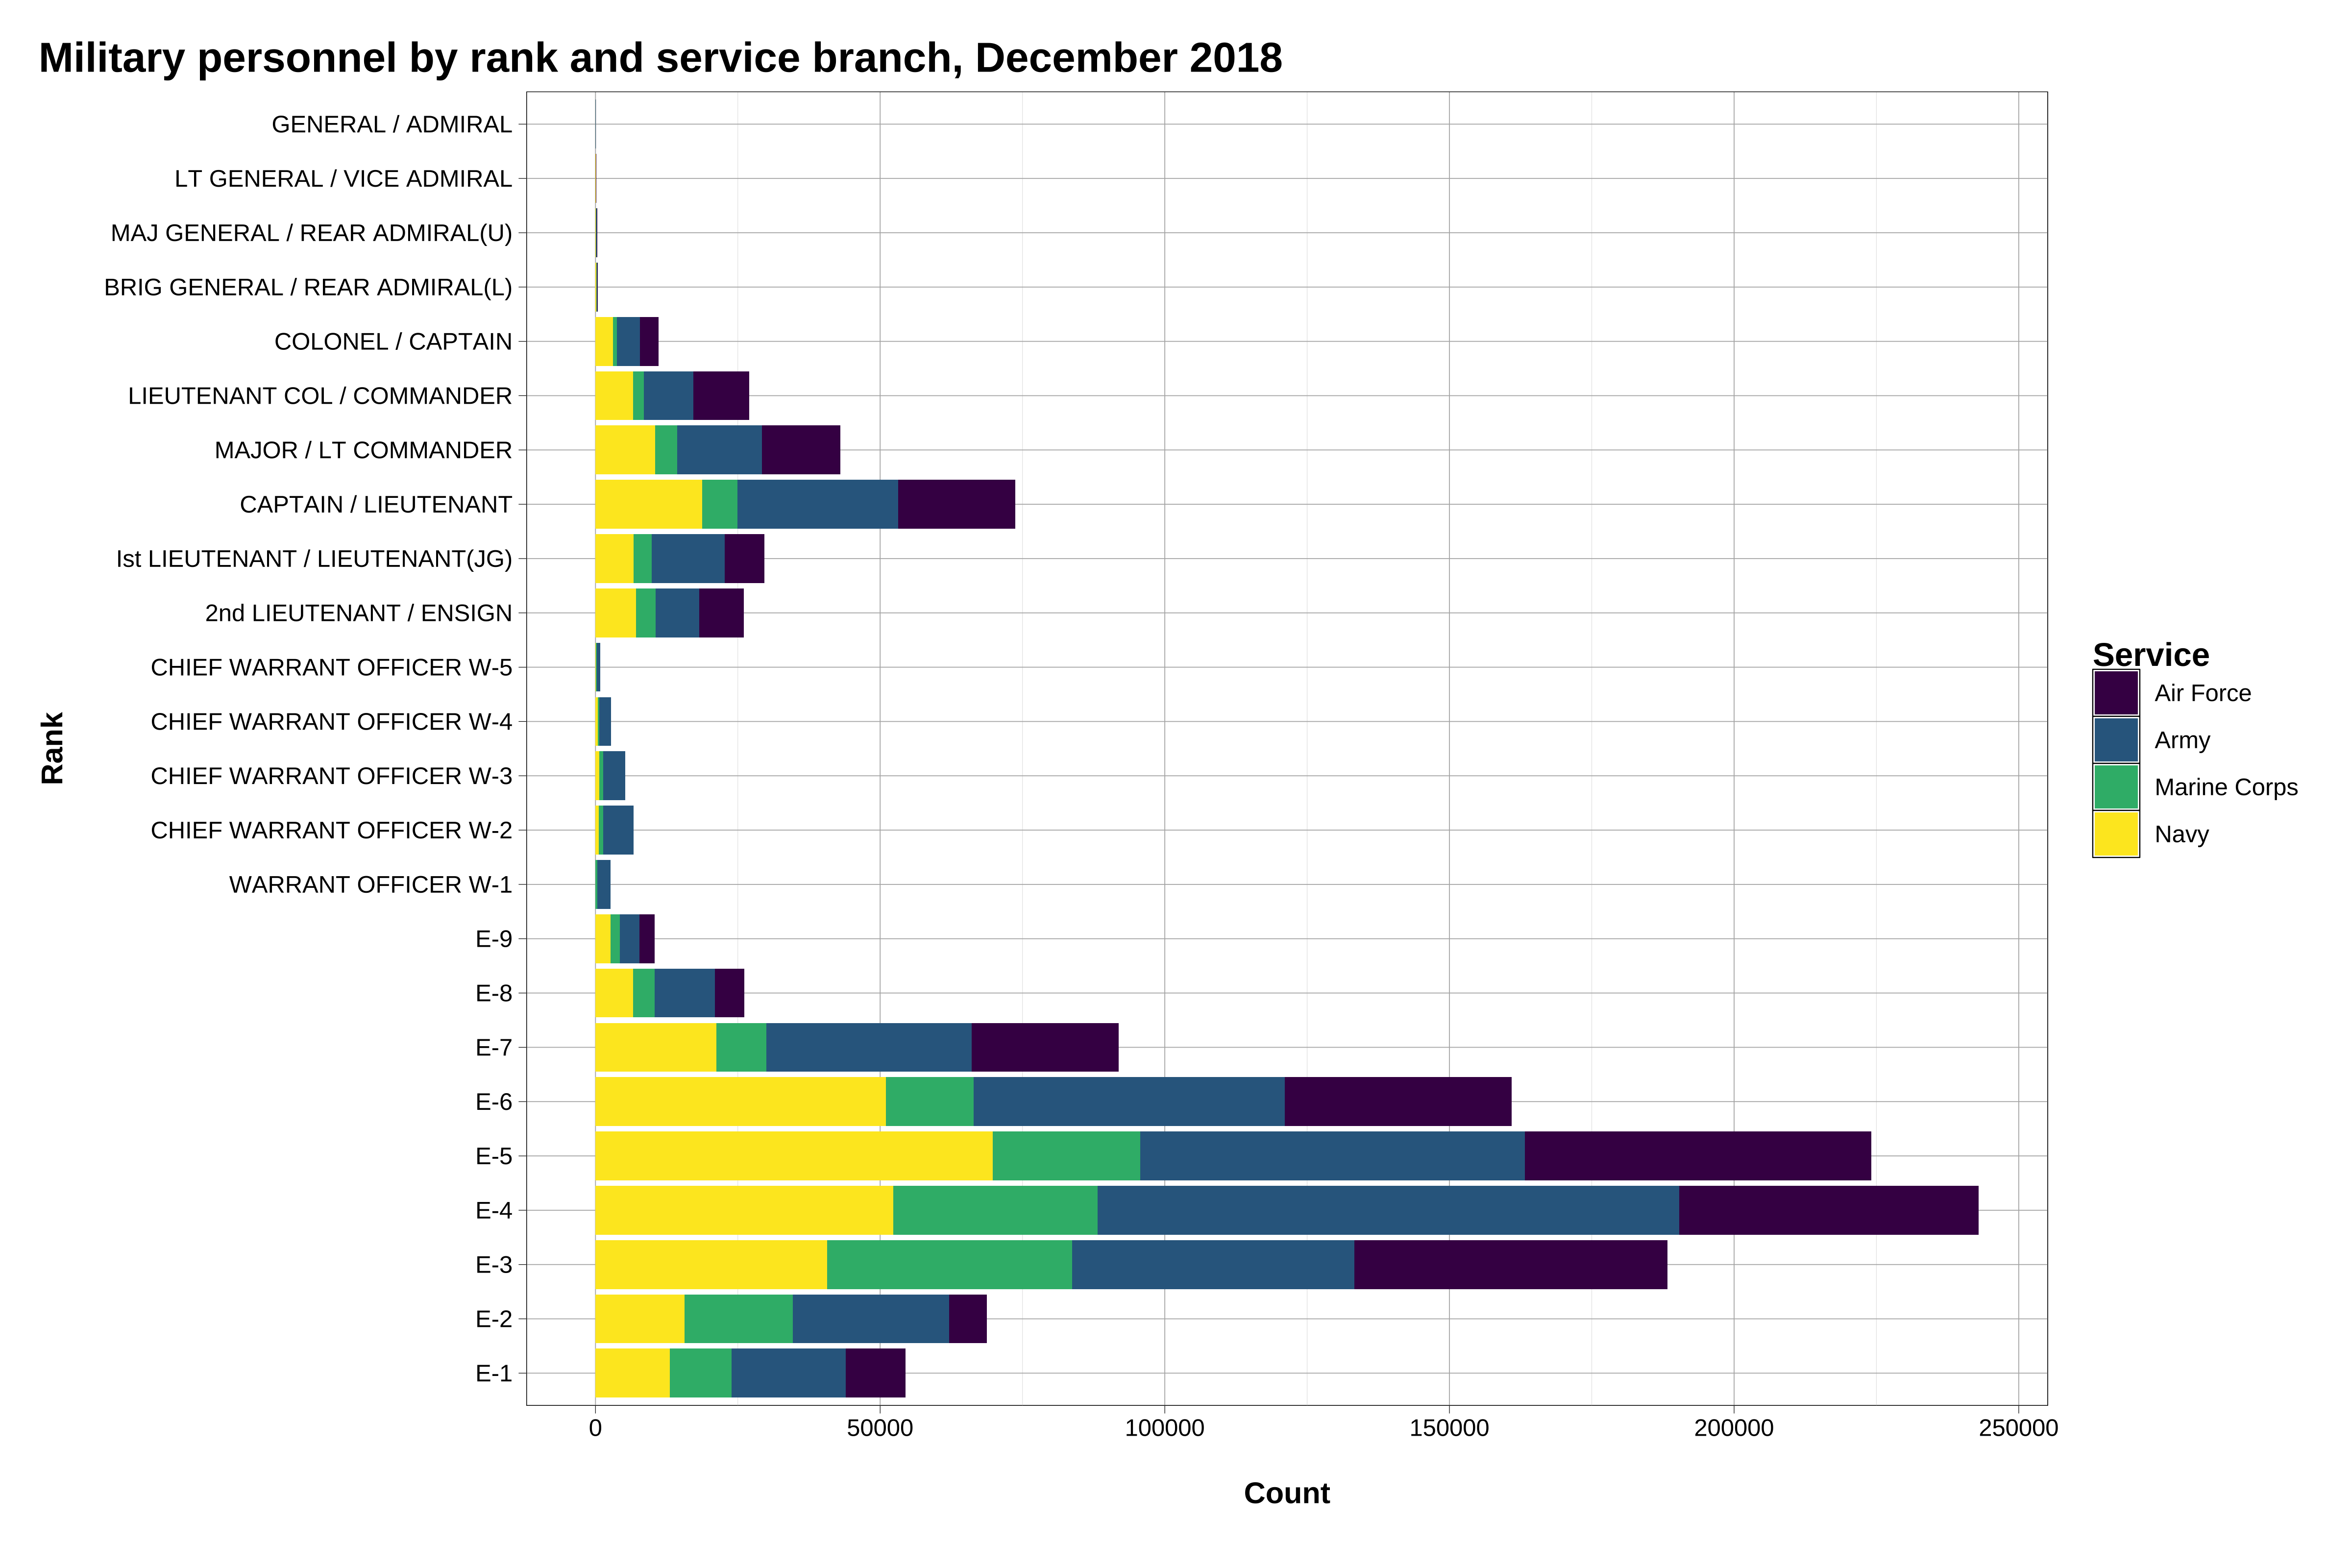 Military personnel by rank and service branch, December 2018
GENERAL / ADMIRAL
LT GENERAL / VICE ADMIRAL
MAJ GENERAL / REAR ADMIRAL(U)
BRIG GENERAL / REAR ADMIRAL(L)
COLONEL / CAPTAIN
LIEUTENANT COL / COMMANDER
MAJOR / LT COMMANDER
CAPTAIN / LIEUTENANT
Ist LIEUTENANT / LIEUTENANT(JG)
2nd LIEUTENANT / ENSIGN
CHIEF WARRANT OFFICER W-5
CHIEF WARRANT OFFICER W-4
CHIEF WARRANT OFFICER W-3
CHIEF WARRANT OFFICER W-2
WARRANT OFFICER W-1
E-9
E-8
E-7
E-6
E-5
E-4
E-3
E-2
E-1
Rank
0 50000 100000 150000 200000 250000
Count
Service
Air Force
Army
Marine Corps
Navy